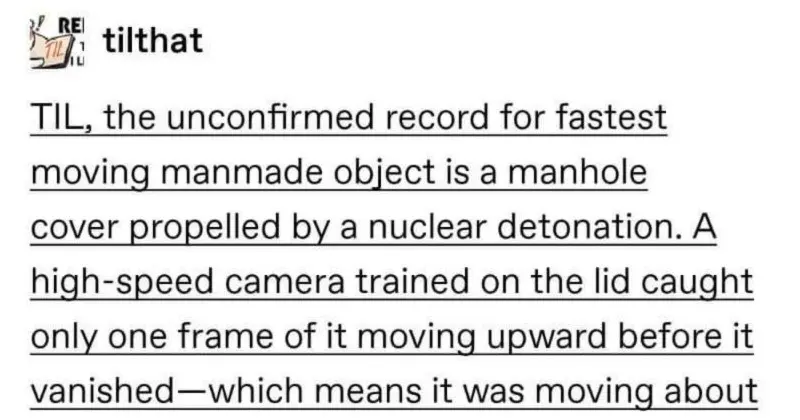 RE
TIL
tilthat
TIL, the unconfirmed record for fastest
moving manmade object is a manhole
cover propelled by a nuclear detonation. A
high-speed camera trained on the lid caught
only one frame of it moving upward before it
vanished—which means it was moving about